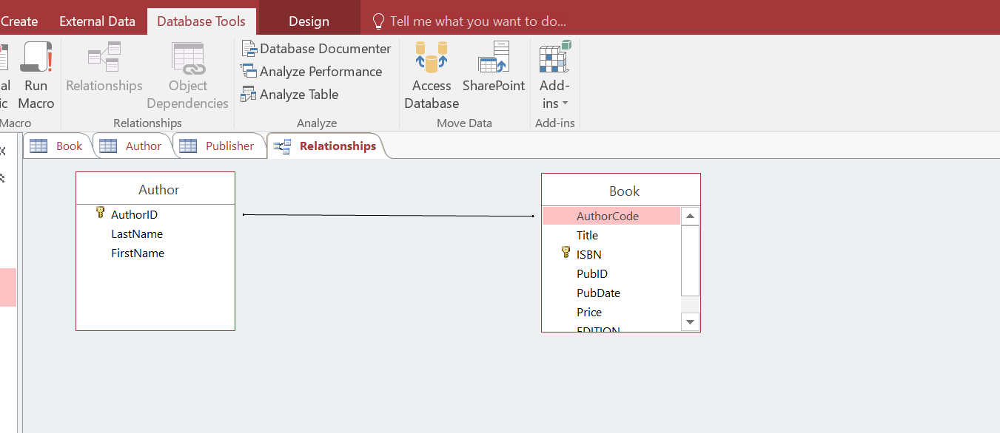 Create External Data Database Tools Design Tell me what you want to do...
al Run Relationships Object Database Documenter Access SharePoint Add-
ic Macro Dependencies Analyze Performance Database ins
Analyze Table
Macro Relationships Analyze Move Data Add-ins
Book Author Publisher Relationships
Author
AuthorID
LastName
FirstName
Book
AuthorCode
Title
ISBN
PubID
PubDate
Price
EDITION